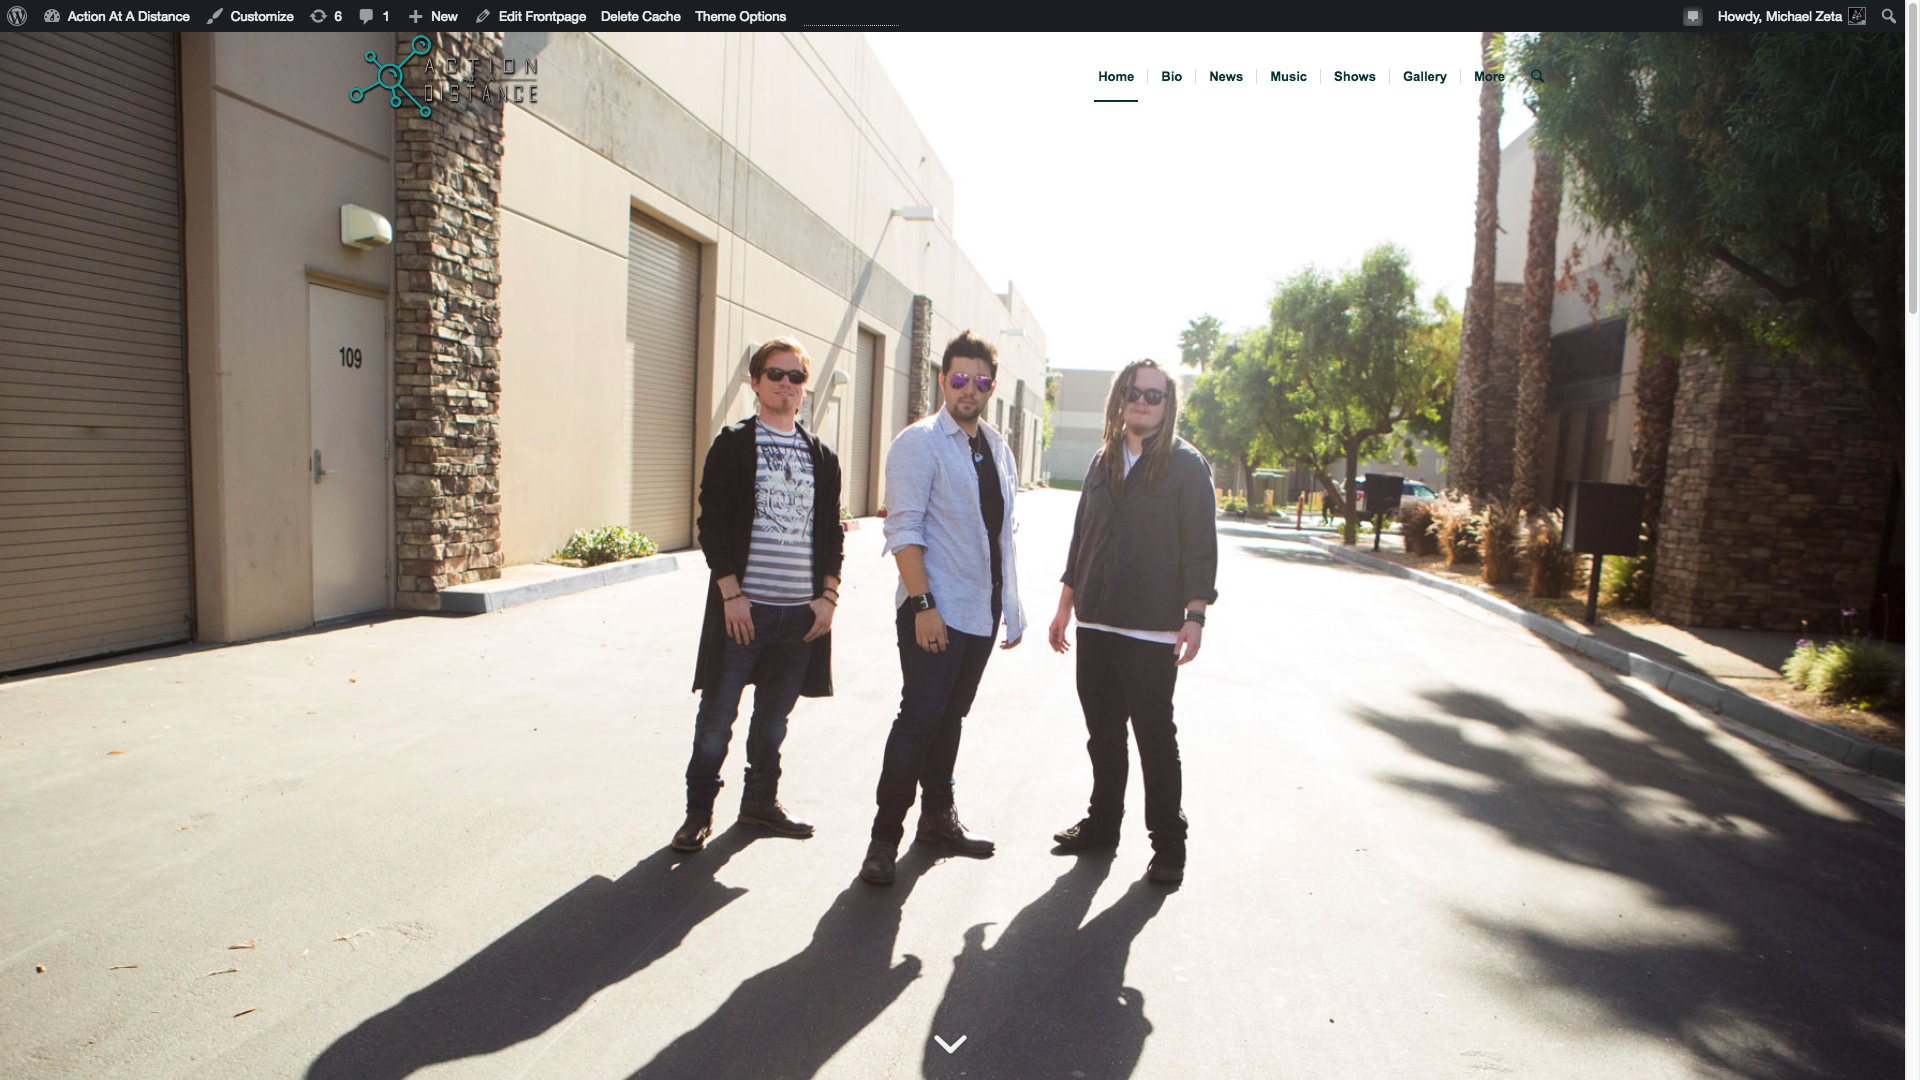 Action At A Distance Customize 6 1 New Edit Frontpage Delete Cache Theme Options Howdy, Michael Zeta
ACTION
AT A
DISTANCE
Home Bio News Music Shows Gallery More
109